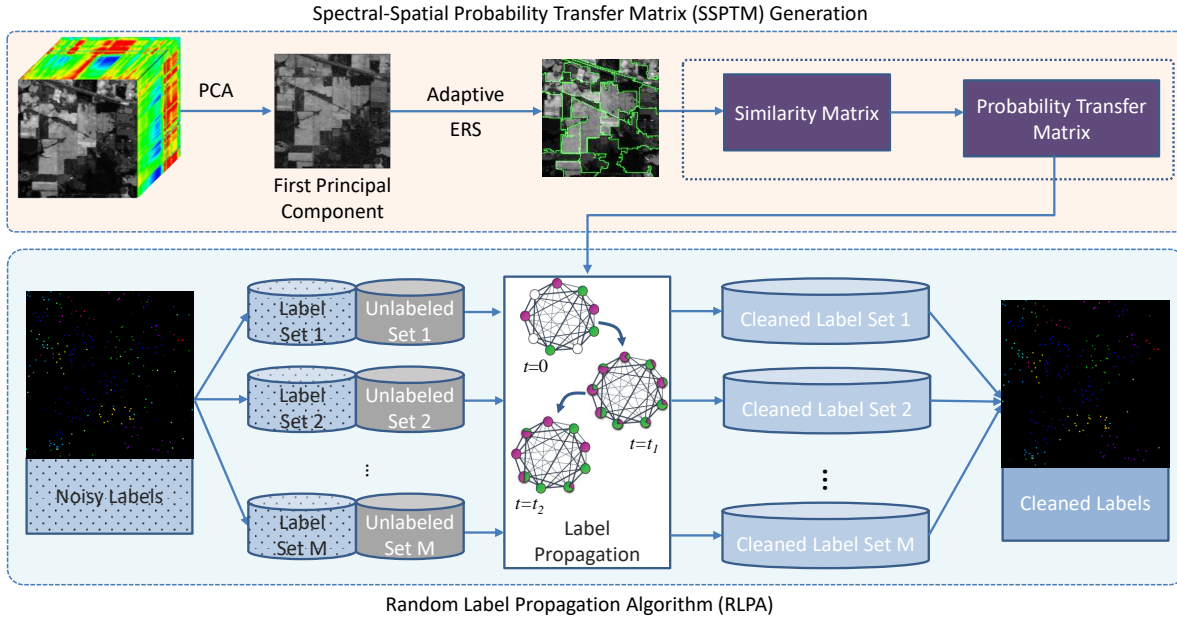 Spectral-Spatial Probability Transfer Matrix (SSPTM) Generation
PCA
First Principal
Component
Adaptive
ERS
Similarity Matrix
Probability Transfer
Matrix
Noisy Labels
Label
Set 1
Unlabeled
Set 1
Label
Set 2
Unlabeled
Set 2
...
Label
Set M
Unlabeled
Set M
t=0
t=t1
t=t2
Label
Propagation
Cleaned Label Set 1
Cleaned Label Set 2
...
Cleaned Label Set M
Cleaned Labels
Random Label Propagation Algorithm (RLPA)